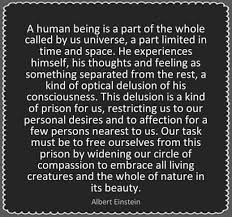 A human being is a part of the whole
called by us universe, a part limited in
time and space. He experiences
himself, his thoughts and feeling as
something separated from the rest, a
kind of optical delusion of his
consciousness. This delusion is a kind
of prison for us, restricting us to our
personal desires and to affection for a
few persons nearest to us. Our task
must be to free ourselves from this
prison by widening our circle of
compassion to embrace all living
creatures and the whole of nature in
its beauty.
Albert Einstein